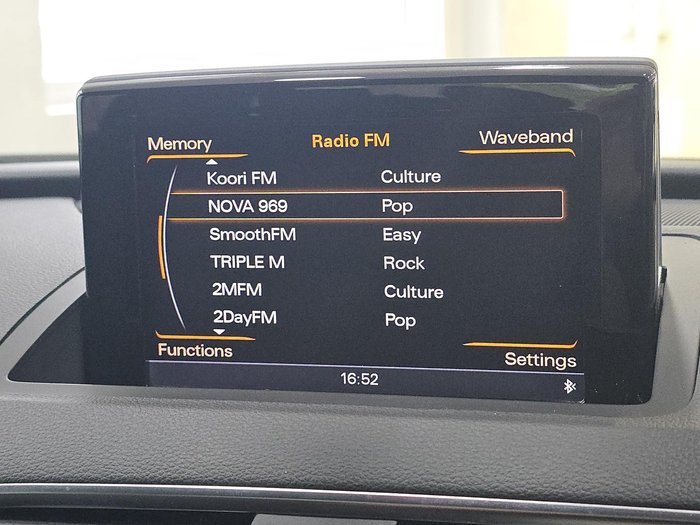 Memory Radio FM Waveband
Koori FM Culture
NOVA 969 Pop
SmoothFM Easy
TRIPLE M Rock
2MFM Culture
2DayFM Pop
Functions Settings
16:52